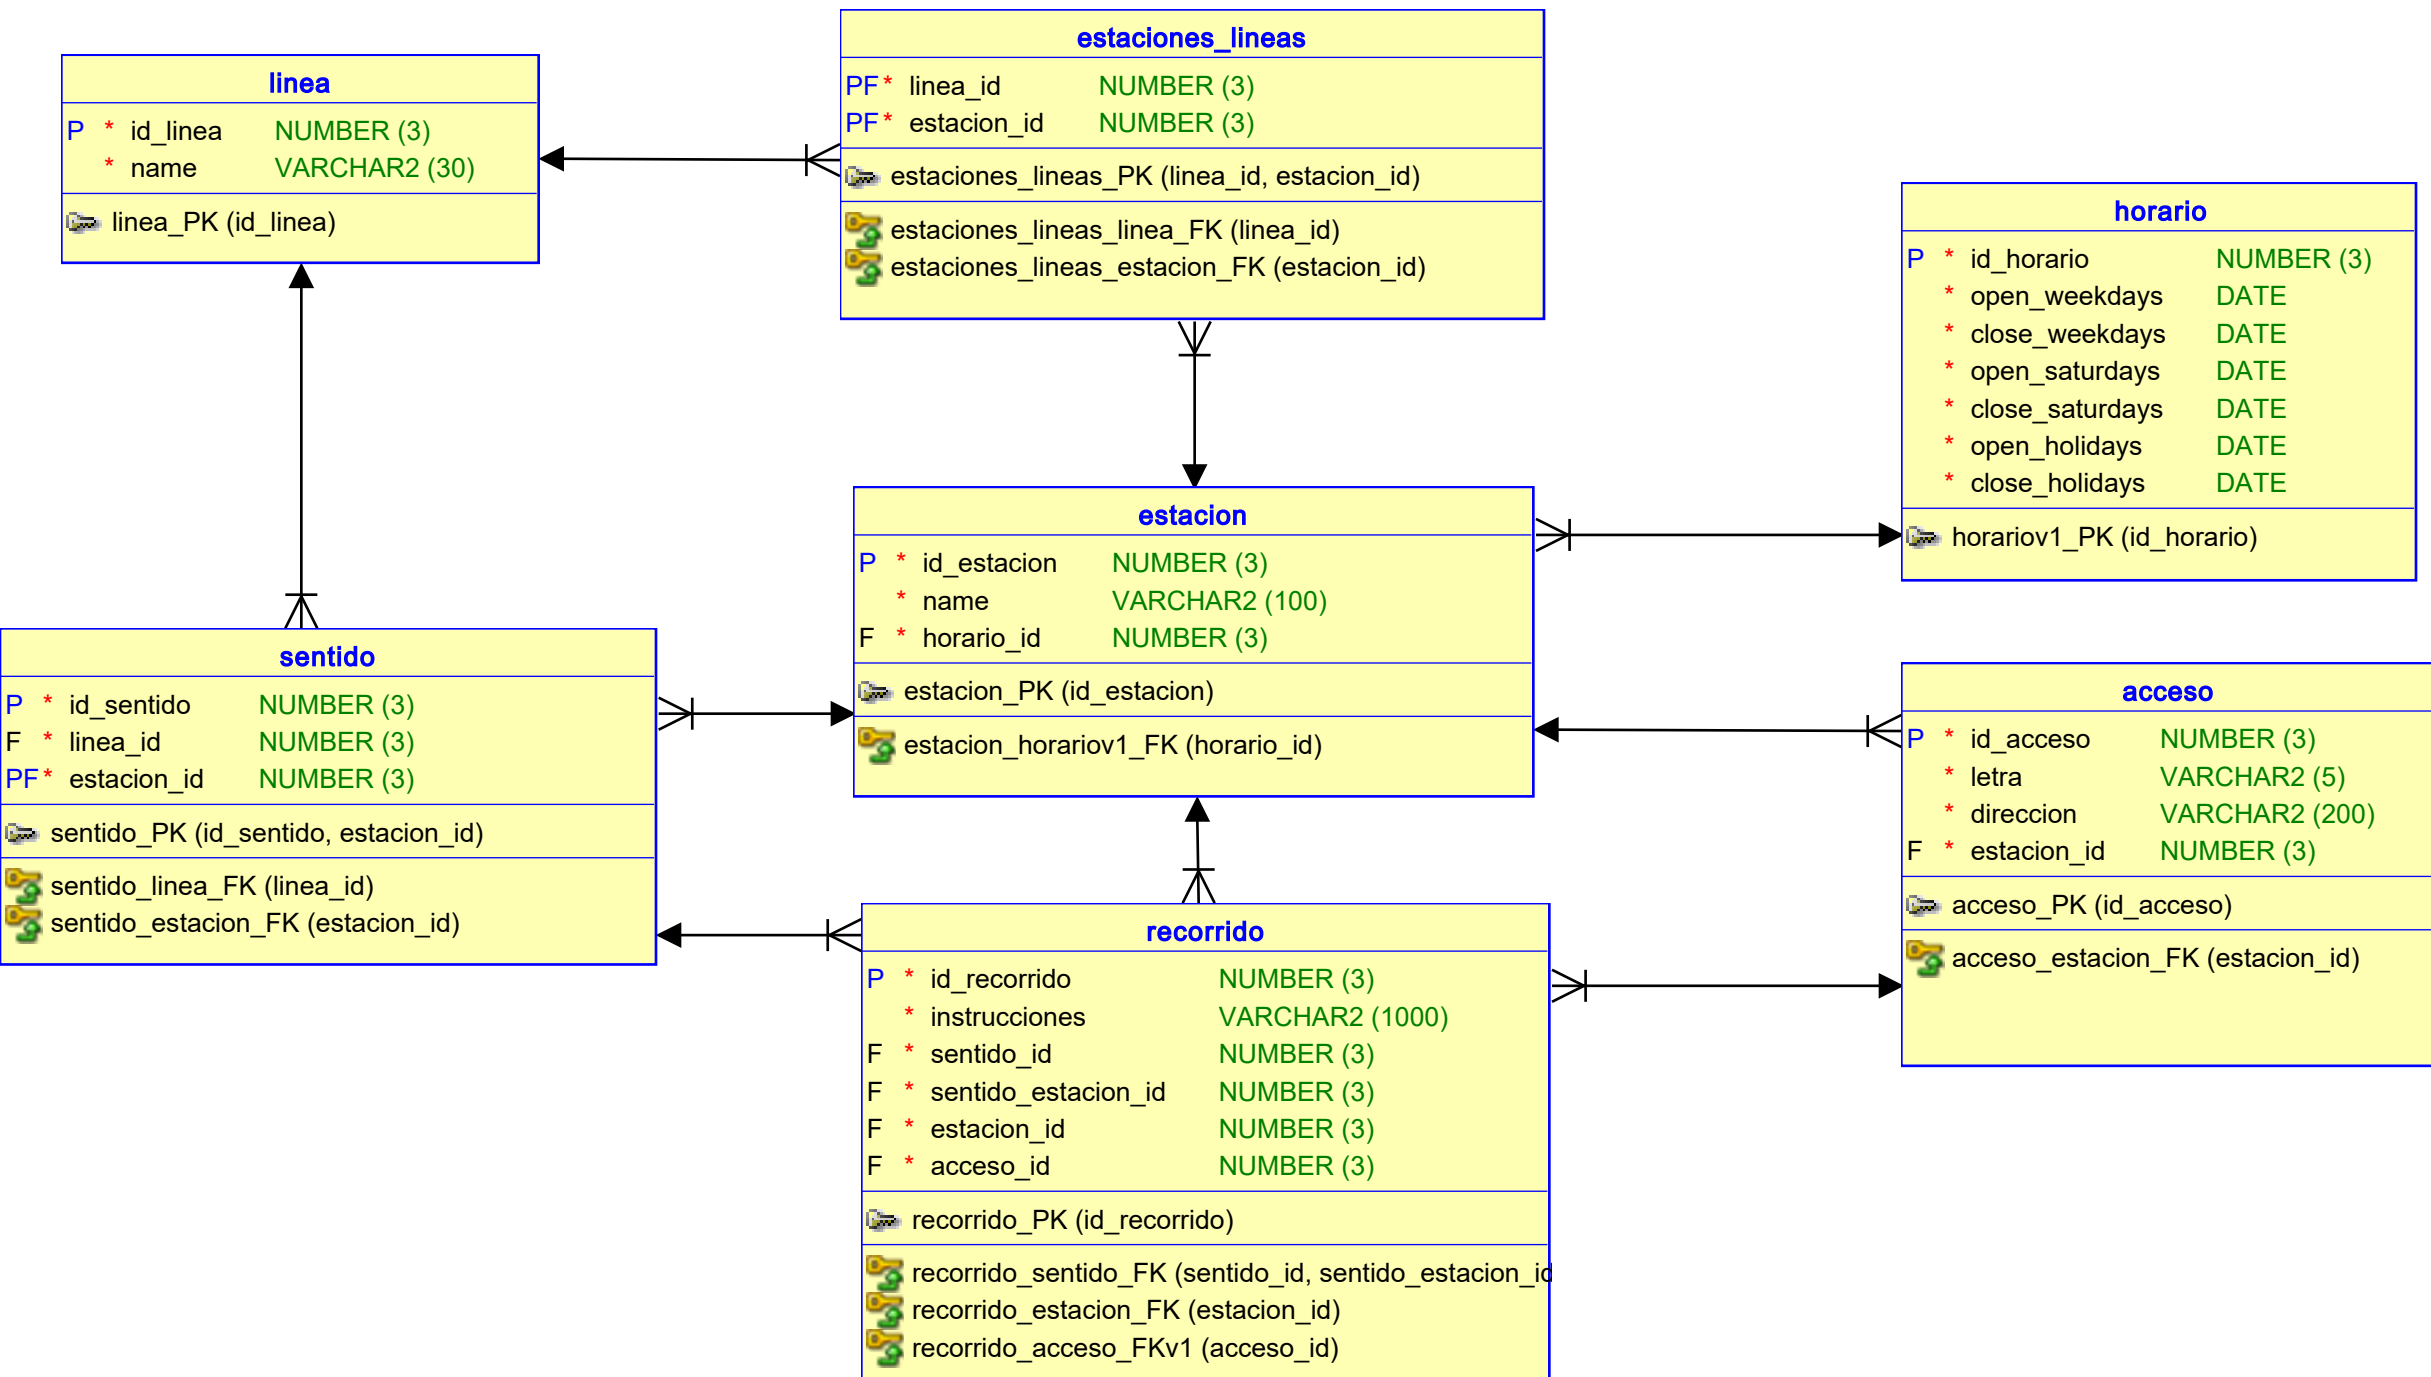 linea
P * id_linea NUMBER (3)
* name VARCHAR2 (30)
linea_PK (id_linea)
estaciones_lineas
PF* linea_id NUMBER (3)
PF* estacion_id NUMBER (3)
estaciones_lineas_PK (linea_id, estacion_id)
estaciones_lineas_linea_FK (linea_id)
estaciones_lineas_estacion_FK (estacion_id)
horario
P * id_horario NUMBER (3)
* open_weekdays DATE
* close_weekdays DATE
* open_saturdays DATE
* close_saturdays DATE
* open_holidays DATE
* close_holidays DATE
horariov1_PK (id_horario)
estacion
P * id_estacion NUMBER (3)
* name VARCHAR2 (100)
F * horario_id NUMBER (3)
estacion_PK (id_estacion)
estacion_horariov1_FK (horario_id)
sentido
P * id_sentido NUMBER (3)
F * linea_id NUMBER (3)
PF* estacion_id NUMBER (3)
sentido_PK (id_sentido, estacion_id)
sentido_linea_FK (linea_id)
sentido_estacion_FK (estacion_id)
acceso
P * id_acceso NUMBER (3)
* letra VARCHAR2 (5)
* direccion VARCHAR2 (200)
F * estacion_id NUMBER (3)
acceso_PK (id_acceso)
acceso_estacion_FK (estacion_id)
recorrido
P * id_recorrido NUMBER (3)
* instrucciones VARCHAR2 (1000)
F * sentido_id NUMBER (3)
F * sentido_estacion_id NUMBER (3)
F * estacion_id NUMBER (3)
F * acceso_id NUMBER (3)
recorrido_PK (id_recorrido)
recorrido_sentido_FK (sentido_id, sentido_estacion_id
recorrido_estacion_FK (estacion_id)
recorrido_acceso_FKv1 (acceso_id)